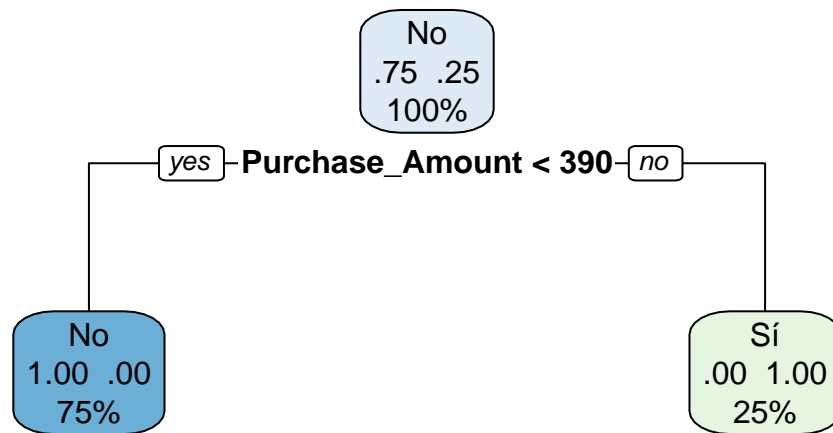 No
.75 .25
100%
yes Purchase_Amount < 390 no
No
1.00 .00
75%
Sí
.00 1.00
25%